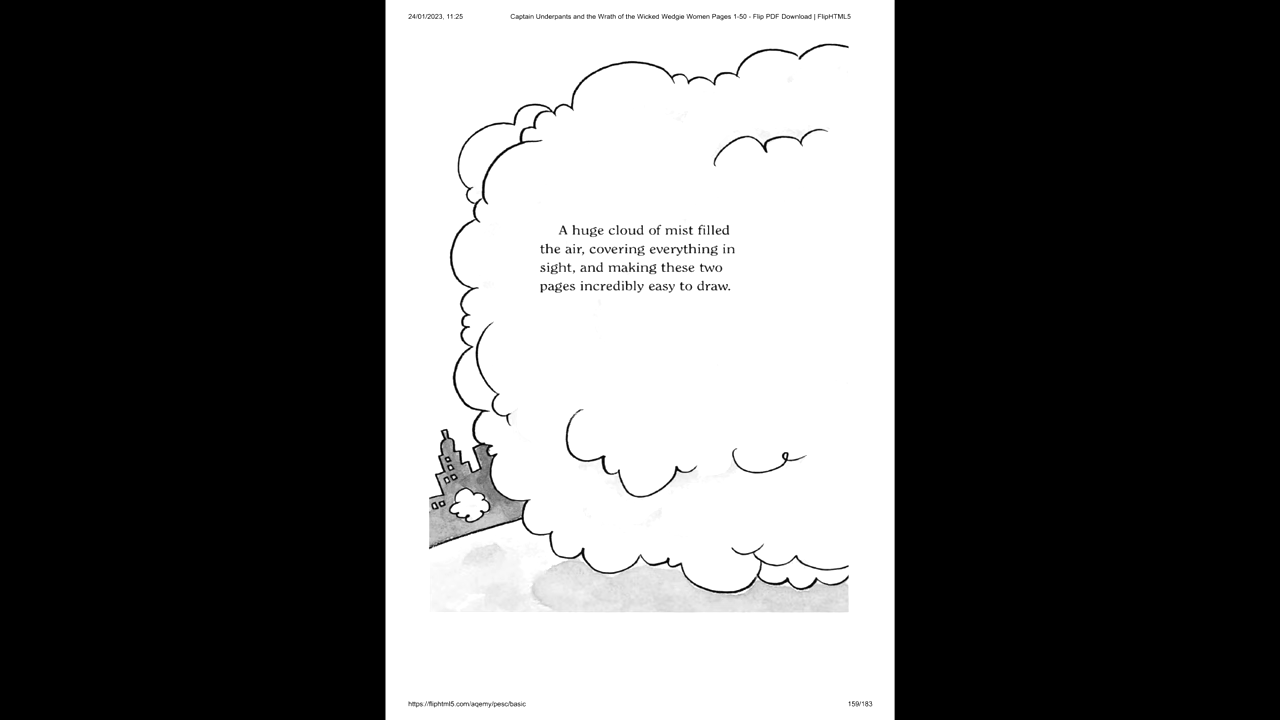 24/01/2023, 11:25 Captain Underpants and the Wrath of the Wicked Wedgie Women Pages 1-50 - Flip PDF Download | FlipHTML5
A huge cloud of mist filled
the air, covering everything in
sight, and making these two
pages incredibly easy to draw.
https://fliphtml5.com/aqemy/pesc/basic 159/183